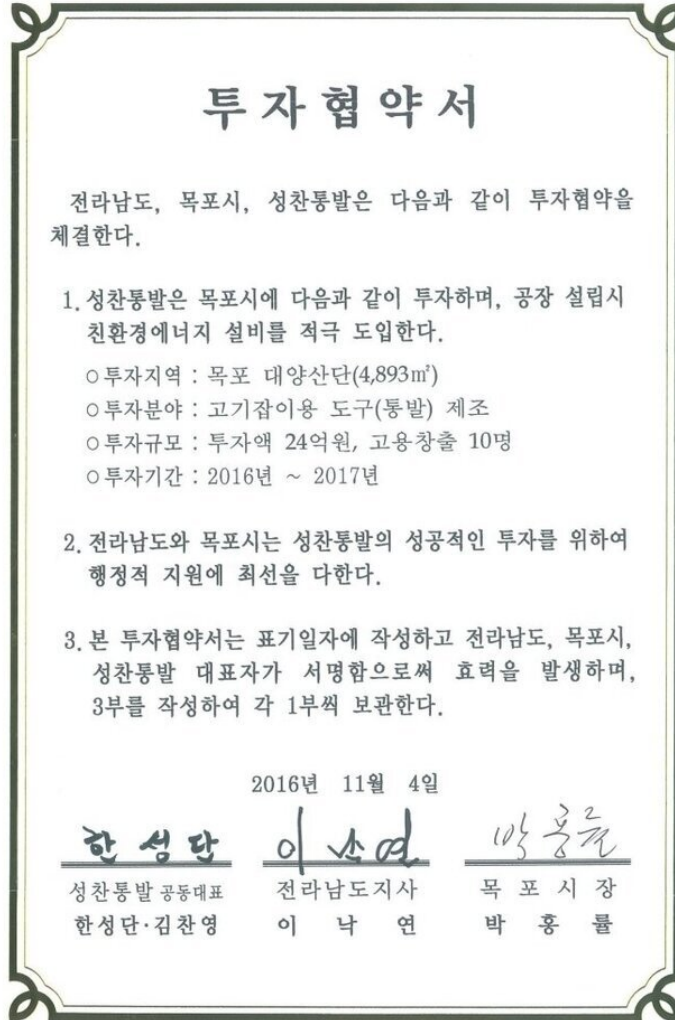 투자협약서
전라남도, 목포시, 성찬통발은 다음과 같이 투자협약을
체결한다.
1. 성찬통발은 목포시에 다음과 같이 투자하며, 공장 설립시
친환경에너지 설비를 적극 도입한다.
○투자지역 : 목포 대양산단(4,893㎡)
○투자분야 : 고기잡이용 도구(통발) 제조
○투자규모 : 투자액 24억원, 고용창출 10명
○투자기간 : 2016년 ~ 2017년
2. 전라남도와 목포시는 성찬통발의 성공적인 투자를 위하여
행정적 지원에 최선을 다한다.
3. 본 투자협약서는 표기일자에 작성하고 전라남도, 목포시,
성찬통발 대표자가 서명함으로써 효력을 발생하며,
3부를 작성하여 각 1부씩 보관한다.
2016년 11월 4일
한성단 이낙연 박홍률
성찬통발 공동대표 전라남도지사 목포시장
한성단·김찬영 이낙연 박홍률